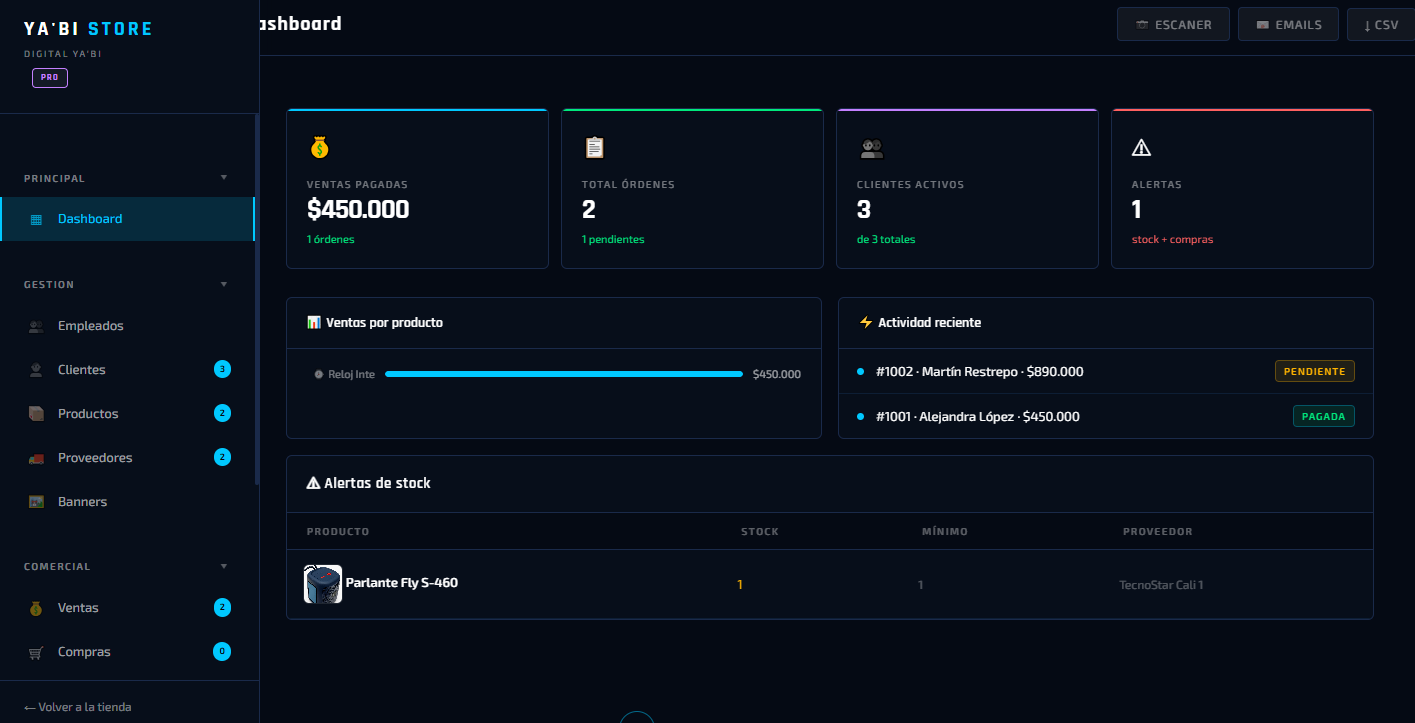 YA'BI STORE
DIGITAL YA'BI
PRO
PRINCIPAL
Dashboard
GESTION
Empleados
Clientes 3
Productos 2
Proveedores 2
Banners
COMERCIAL
Ventas 2
Compras 0
← Volver a la tienda
ashboard
ESCANER
EMAILS
↓ CSV
VENTAS PAGADAS
$450.000
1 órdenes
TOTAL ÓRDENES
2
1 pendientes
CLIENTES ACTIVOS
3
de 3 totales
ALERTAS
1
stock + compras
Ventas por producto
Reloj Inte $450.000
Actividad reciente
#1002 · Martín Restrepo · $890.000 PENDIENTE
#1001 · Alejandra López · $450.000 PAGADA
Alertas de stock
PRODUCTO STOCK MÍNIMO PROVEEDOR
Parlante Fly S-460 1 1 TecnoStar Cali 1